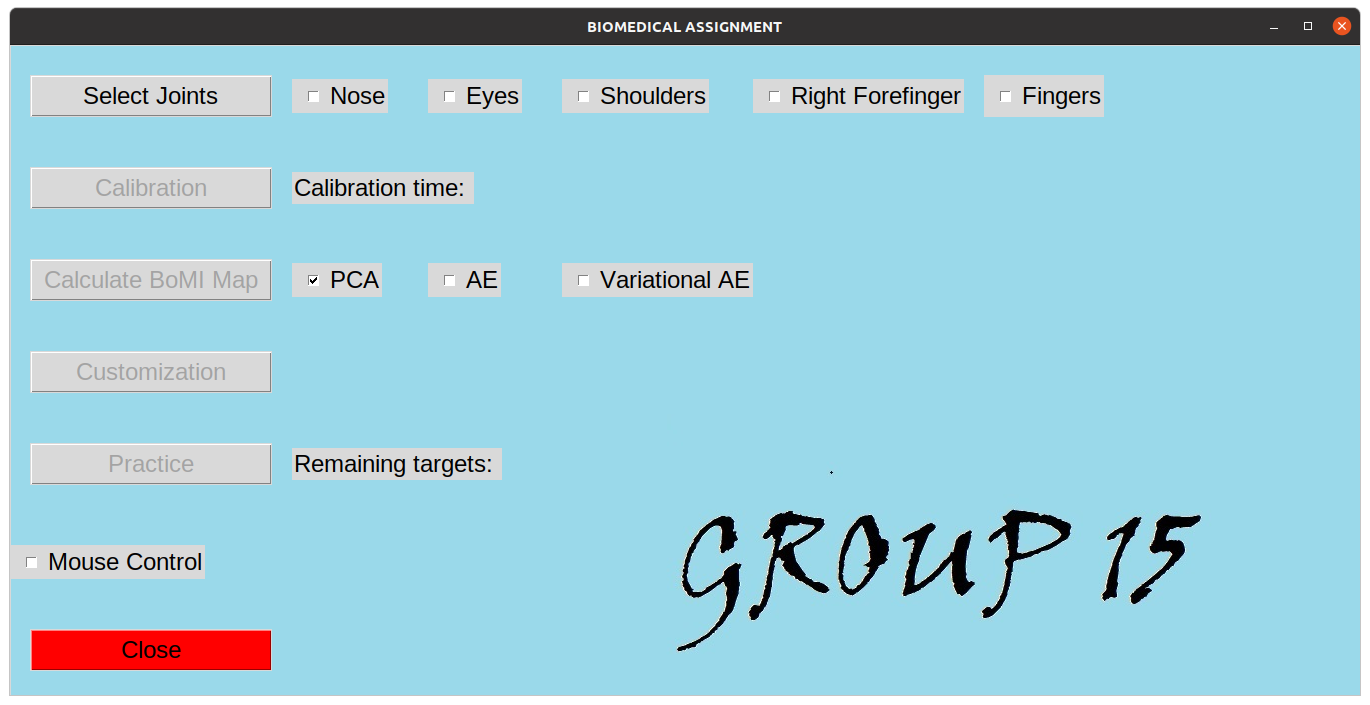 BIOMEDICAL ASSIGNMENT
Select Joints Nose Eyes Shoulders Right Forefinger Fingers
Calibration Calibration time:
Calculate BoMI Map PCA AE Variational AE
Customization
Practice Remaining targets:
GROUP 15
Mouse Control
Close